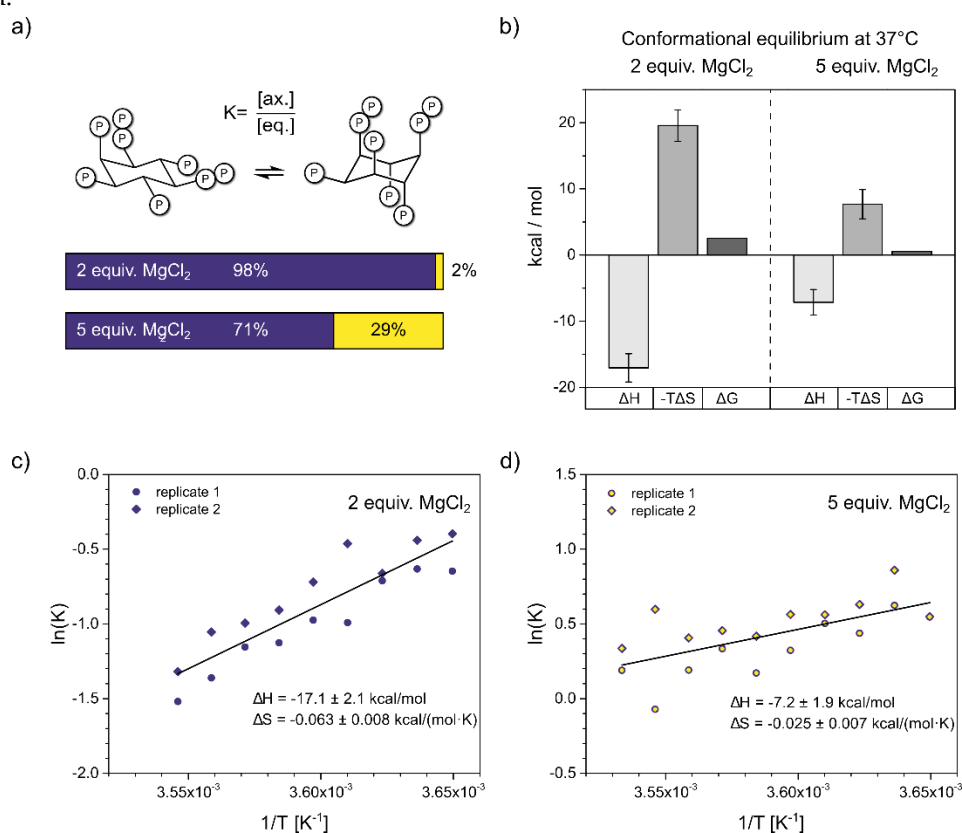 a)
K= [ax.]
[eq.]
P P P P P P P P
P P P P P P P P
2 equiv. MgCl2 98% 2%
5 equiv. MgCl2 71% 29%
b)
Conformational equilibrium at 37°C
2 equiv. MgCl2 5 equiv. MgCl2
kcal / mol
20
10
0
-10
-20
ΔH -TΔS ΔG ΔH -TΔS ΔG
c)
replicate 1
replicate 2
2 equiv. MgCl2
ln(K)
0.0
-0.5
-1.0
-1.5
-2.0
ΔH = -17.1 ± 2.1 kcal/mol
ΔS = -0.063 ± 0.008 kcal/(mol·K)
3.55x10-3 3.60x10-3 3.65x10-3
1/T [K-1]
d)
replicate 1
replicate 2
5 equiv. MgCl2
ln(K)
1.5
1.0
0.5
0.0
-0.5
ΔH = -7.2 ± 1.9 kcal/mol
ΔS = -0.025 ± 0.007 kcal/(mol·K)
3.55x10-3 3.60x10-3 3.65x10-3
1/T [K-1]